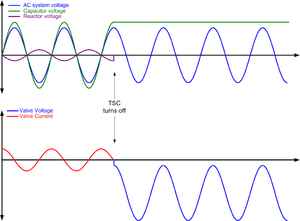 AC system voltage
Capacitor voltage
Reactor voltage
TSC
turns off
Valve Voltage
Valve Current